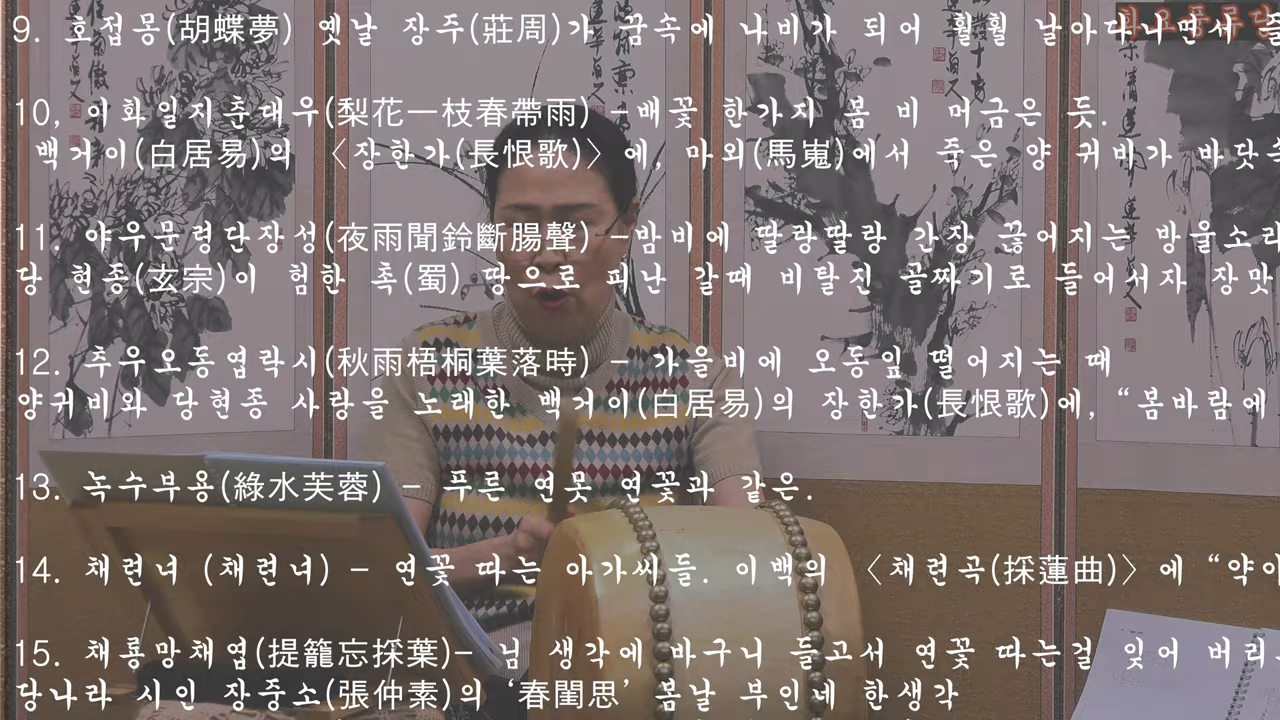 9. 호접몽(胡蝶夢) 옛날 장주(莊周)가 꿈속에 나비가 되어 훨훨 날아다니면서 즐
화요풍류당
10, 이화일지춘대우(梨花一枝春帶雨) -배꽃 한가지 봄 비 머금은 듯.
백거이(白居易)의 〈장한가(長恨歌)〉에, 마외(馬嵬)에서 죽은 양 귀비가 바닷속
11. 야우문령단장성(夜雨聞鈴斷腸聲) -밤비에 딸랑딸랑 간장 끊어지는 방울소리
당 현종(玄宗)이 험한 촉(蜀) 땅으로 피난 갈때 비탈진 골짜기로 들어서자 장맛
12. 추우오동엽락시(秋雨梧桐葉落時) - 가을비에 오동잎 떨어지는 때
양귀비와 당현종 사랑을 노래한 백거이(白居易)의 장한가(長恨歌)에, “봄바람에
13. 녹수부용(綠水芙蓉) - 푸른 연못 연꽃과 같은.
14. 채련녀 (채련녀) - 연꽃 따는 아가씨들. 이백의 〈채련곡(採蓮曲)〉에 “약야
15. 채롱망채엽(提籠忘採葉)- 님 생각에 바구니 들고서 연꽃 따는걸 잊어 버리
당나라 시인 장중소(張仲素)의 ‘春閨思’ 봄날 부인네 한생각